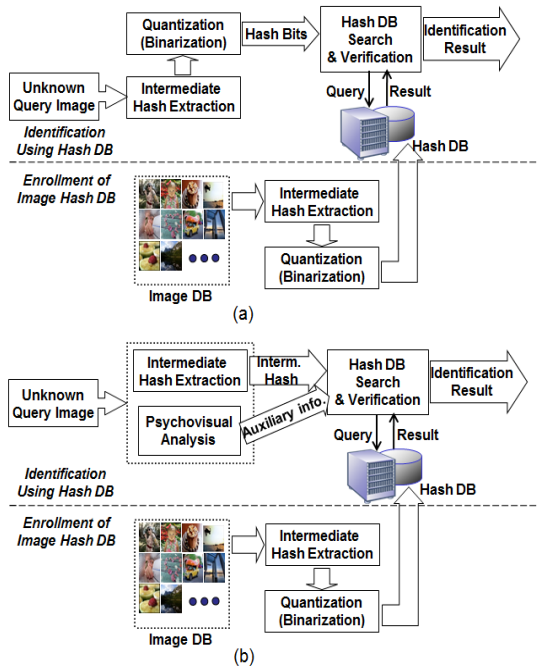 Quantization
(Binarization)
Hash Bits
Hash DB
Search
& Verification
Identification
Result
Unknown
Query Image
Intermediate
Hash Extraction
Query
Result
Identification
Using Hash DB
Hash DB
Enrollment of
Image Hash DB
Intermediate
Hash Extraction
Quantization
(Binarization)
Image DB
(a)
Intermediate
Hash Extraction
Interm.
Hash
Hash DB
Search
& Verification
Identification
Result
Unknown
Query Image
Psychovisual
Analysis
Auxiliary info.
Query
Result
Identification
Using Hash DB
Hash DB
Enrollment of
Image Hash DB
Intermediate
Hash Extraction
Quantization
(Binarization)
Image DB
(b)